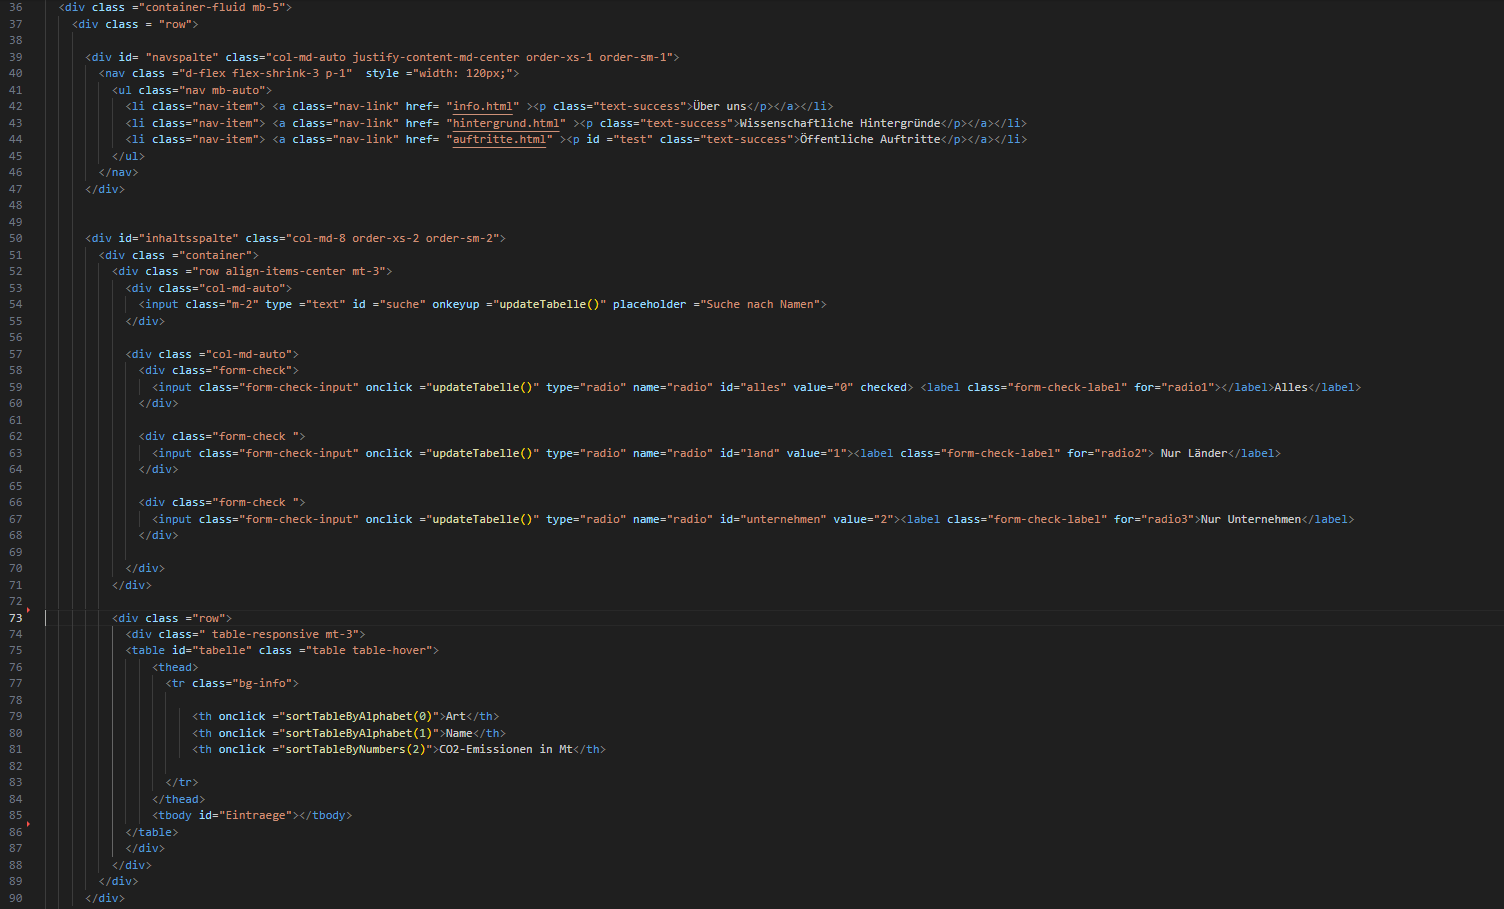 36 <div class ="container-fluid mb-5">
37 <div class = "row">
38
39 <div id= "navspalte" class="col-md-auto justify-content-md-center order-xs-1 order-sm-1">
40 <nav class ="d-flex flex-shrink-3 p-1"  style ="width: 120px;">
41 <ul class="nav mb-auto">
42 <li class="nav-item"> <a class="nav-link" href= "info.html" ><p class="text-success">Über uns</p></a></li>
43 <li class="nav-item"> <a class="nav-link" href= "hintergrund.html" ><p class="text-success">Wissenschaftliche Hintergründe</p></a></li>
44 <li class="nav-item"> <a class="nav-link" href= "auftritte.html" ><p id ="test" class="text-success">Öffentliche Auftritte</p></a></li>
45 </ul>
46 </nav>
47 </div>
48
49
50 <div id="inhaltsspalte" class="col-md-8 order-xs-2 order-sm-2">
51 <div class ="container">
52 <div class ="row align-items-center mt-3">
53 <div class="col-md-auto">
54 <input class="m-2" type ="text" id ="suche" onkeyup ="updateTabelle()" placeholder ="Suche nach Namen">
55 </div>
56
57 <div class ="col-md-auto">
58 <div class="form-check">
59 <input class="form-check-input" onclick ="updateTabelle()" type="radio" name="radio" id="alles" value="0" checked> <label class="form-check-label" for="radio1"></label>Alles</label>
60 </div>
61
62 <div class="form-check ">
63 <input class="form-check-input" onclick ="updateTabelle()" type="radio" name="radio" id="land" value="1"><label class="form-check-label" for="radio2"> Nur Länder</label>
64 </div>
65
66 <div class="form-check ">
67 <input class="form-check-input" onclick ="updateTabelle()" type="radio" name="radio" id="unternehmen" value="2"><label class="form-check-label" for="radio3">Nur Unternehmen</label>
68 </div>
69
70 </div>
71 </div>
72
73 <div class ="row">
74 <div class=" table-responsive mt-3">
75 <table id="tabelle" class ="table table-hover">
76 <thead>
77 <tr class="bg-info">
78
79 <th onclick ="sortTableByAlphabet(0)">Art</th>
80 <th onclick ="sortTableByAlphabet(1)">Name</th>
81 <th onclick ="sortTableByNumbers(2)">CO2-Emissionen in Mt</th>
82
83 </tr>
84 </thead>
85 <tbody id="Eintraege"></tbody>
86 </table>
87 </div>
88 </div>
89 </div>
90 </div>